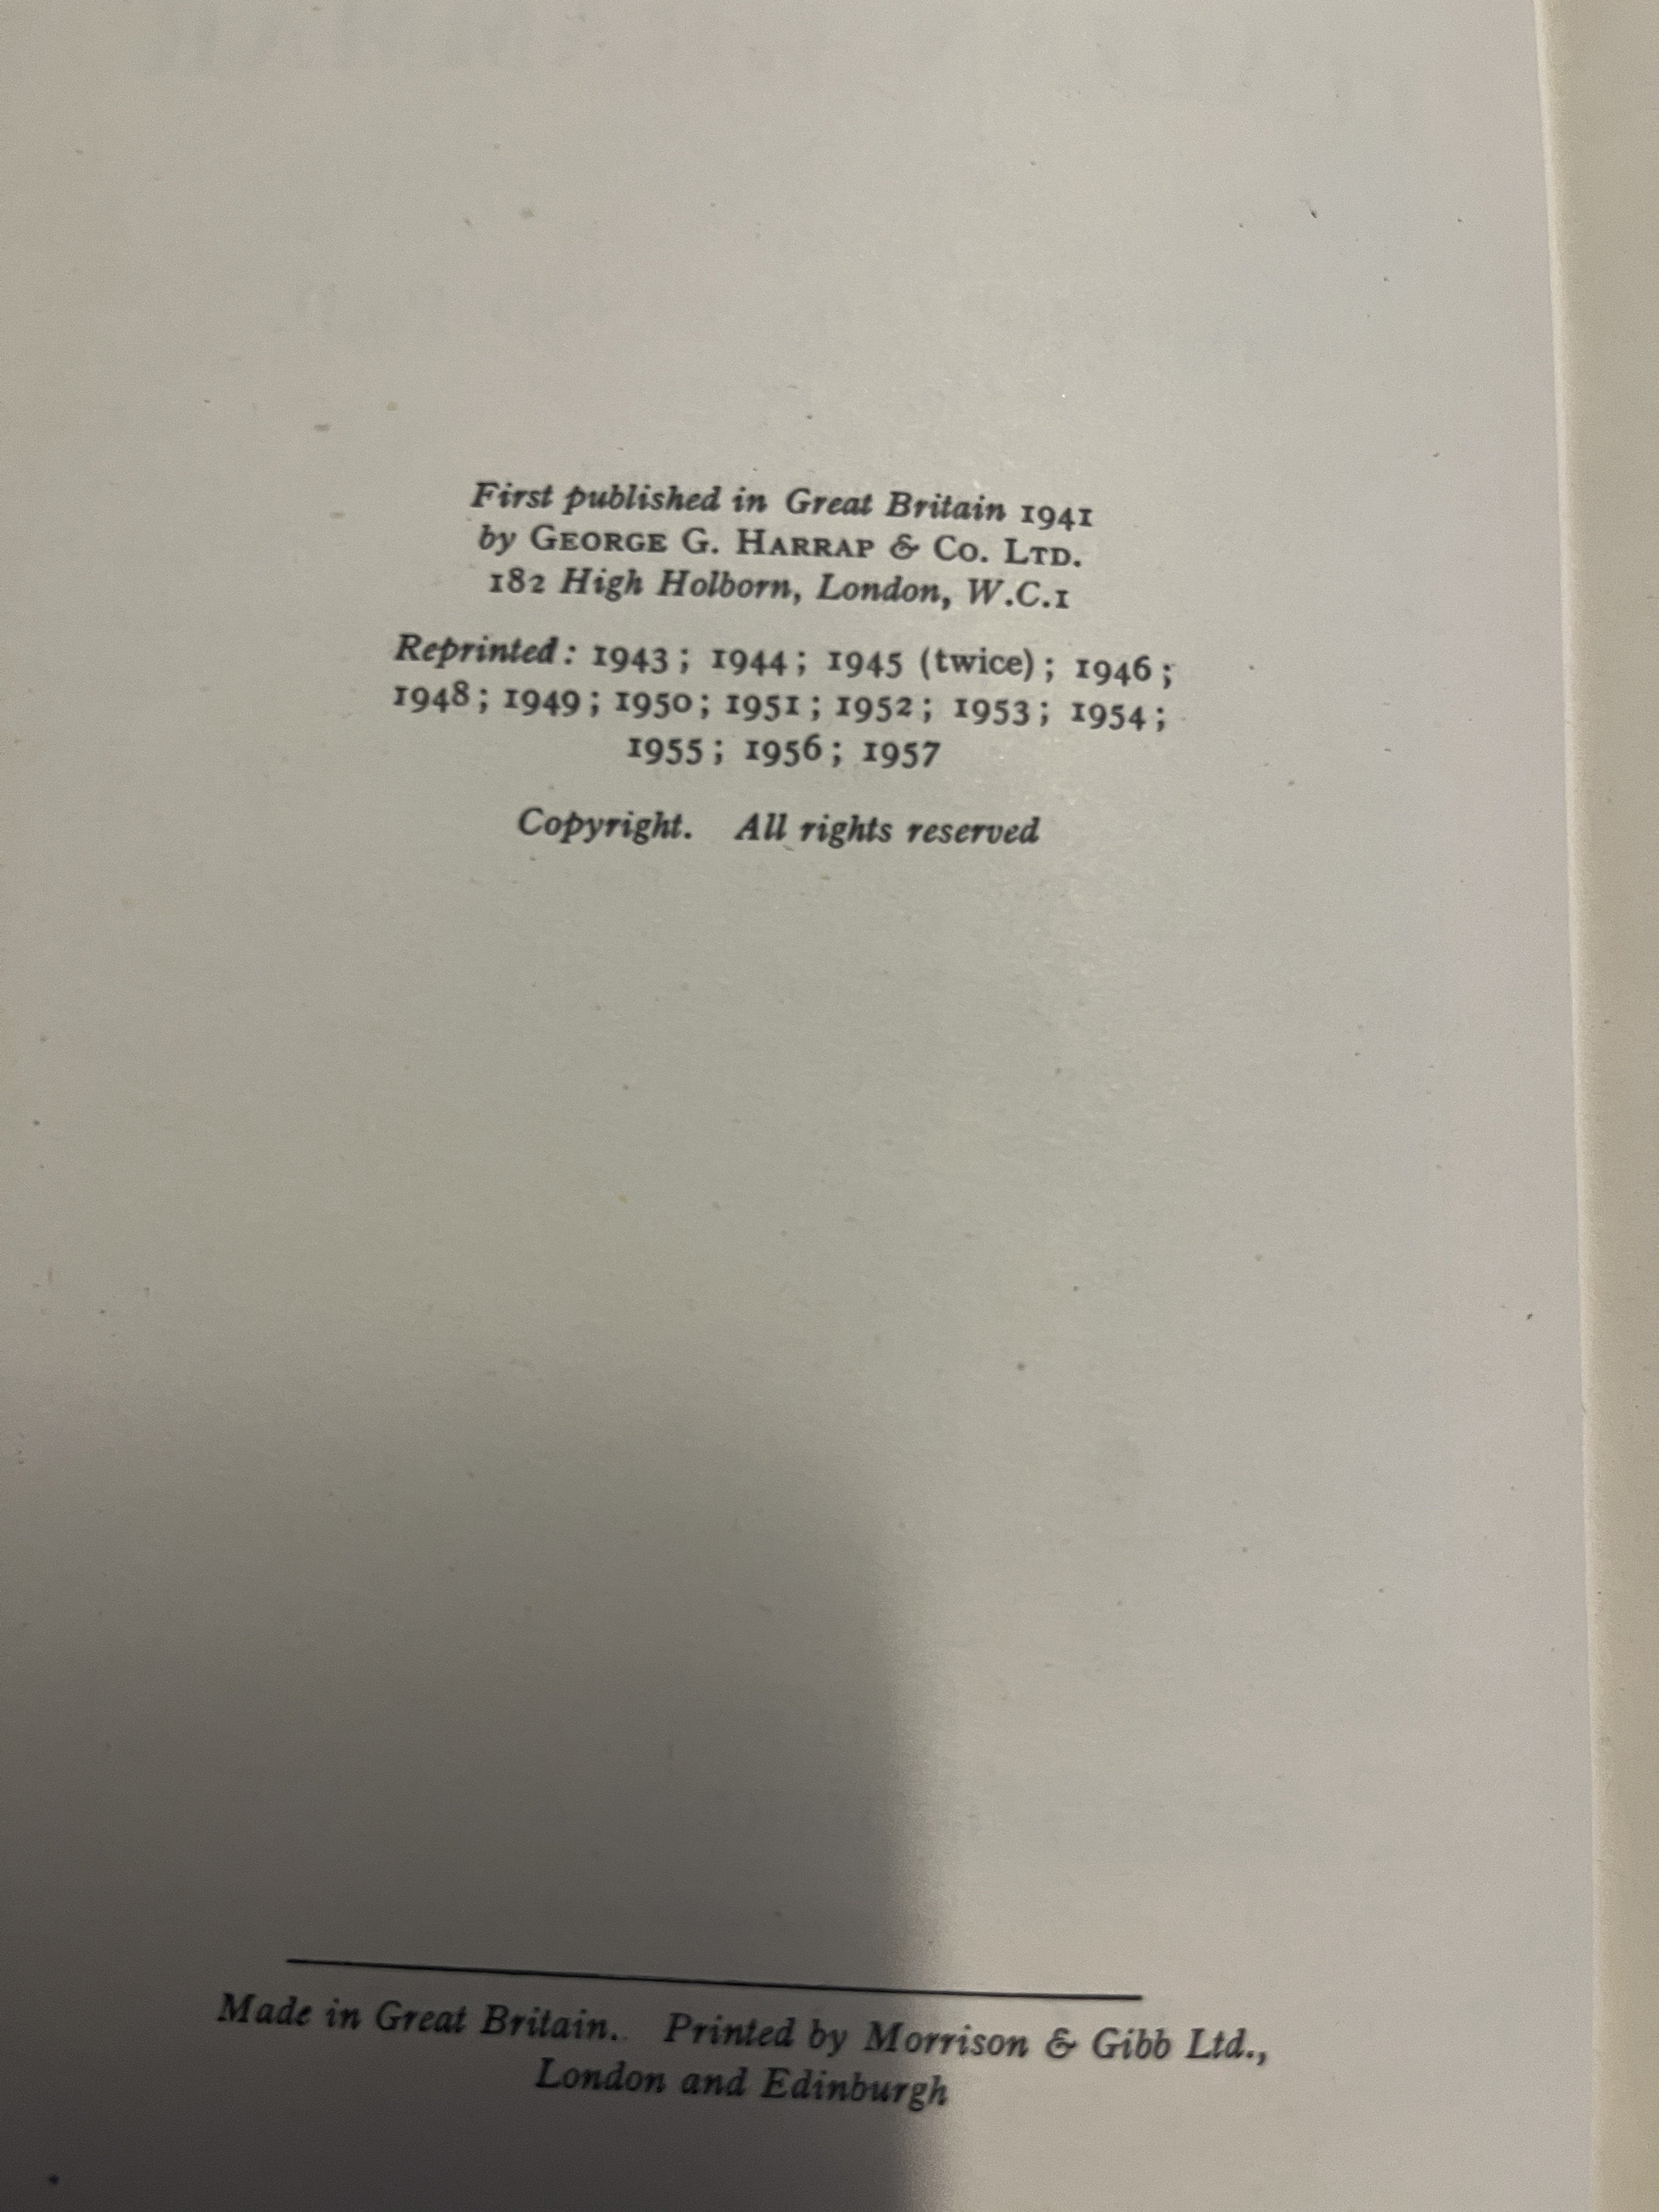 First published in Great Britain 1941
by GEORGE G. HARRAP & CO. LTD.
182 High Holborn, London, W.C.1
Reprinted: 1943; 1944; 1945 (twice); 1946;
1948; 1949; 1950; 1951; 1952; 1953; 1954;
1955; 1956; 1957
Copyright. All rights reserved
Made in Great Britain. Printed by Morrison & Gibb Ltd.,
London and Edinburgh